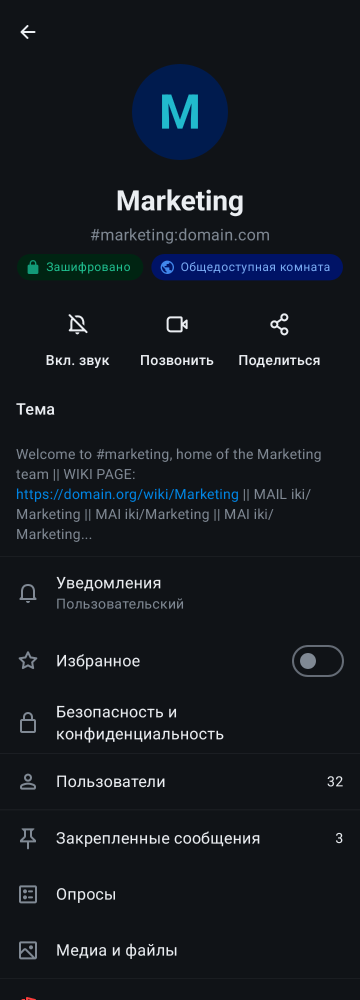 M
Marketing
#marketing:domain.com
Зашифровано
Общедоступная комната
Вкл. звук
Позвонить
Поделиться
Тема
Welcome to #marketing, home of the Marketing
team || WIKI PAGE:
https://domain.org/wiki/Marketing || MAIL iki/
Marketing || MAI iki/Marketing || MAI iki/
Marketing...
Уведомления
Пользовательский
Избранное
Безопасность и
конфиденциальность
Пользователи 32
Закрепленные сообщения 3
Опросы
Медиа и файлы